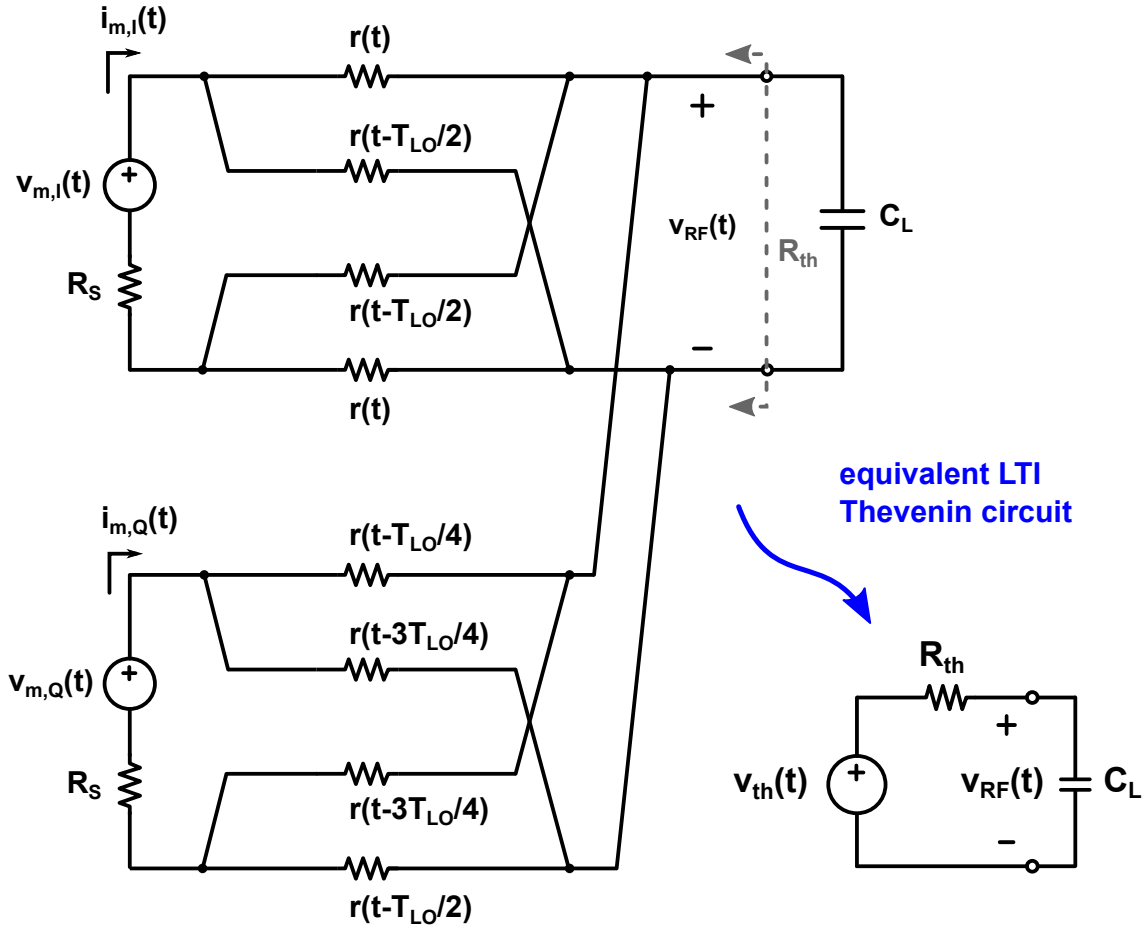 i_m,I(t)
r(t)
r(t-T_LO/2)
v_m,I(t)
+
+
v_RF(t)
C_L
R_th
R_S
r(t-T_LO/2)
−
r(t)
equivalent LTI
Thevenin circuit
i_m,Q(t)
r(t-T_LO/4)
r(t-3T_LO/4)
v_m,Q(t)
+
R_S
r(t-3T_LO/4)
r(t-T_LO/2)
R_th
+
+
v_th(t)
v_RF(t)
C_L
−